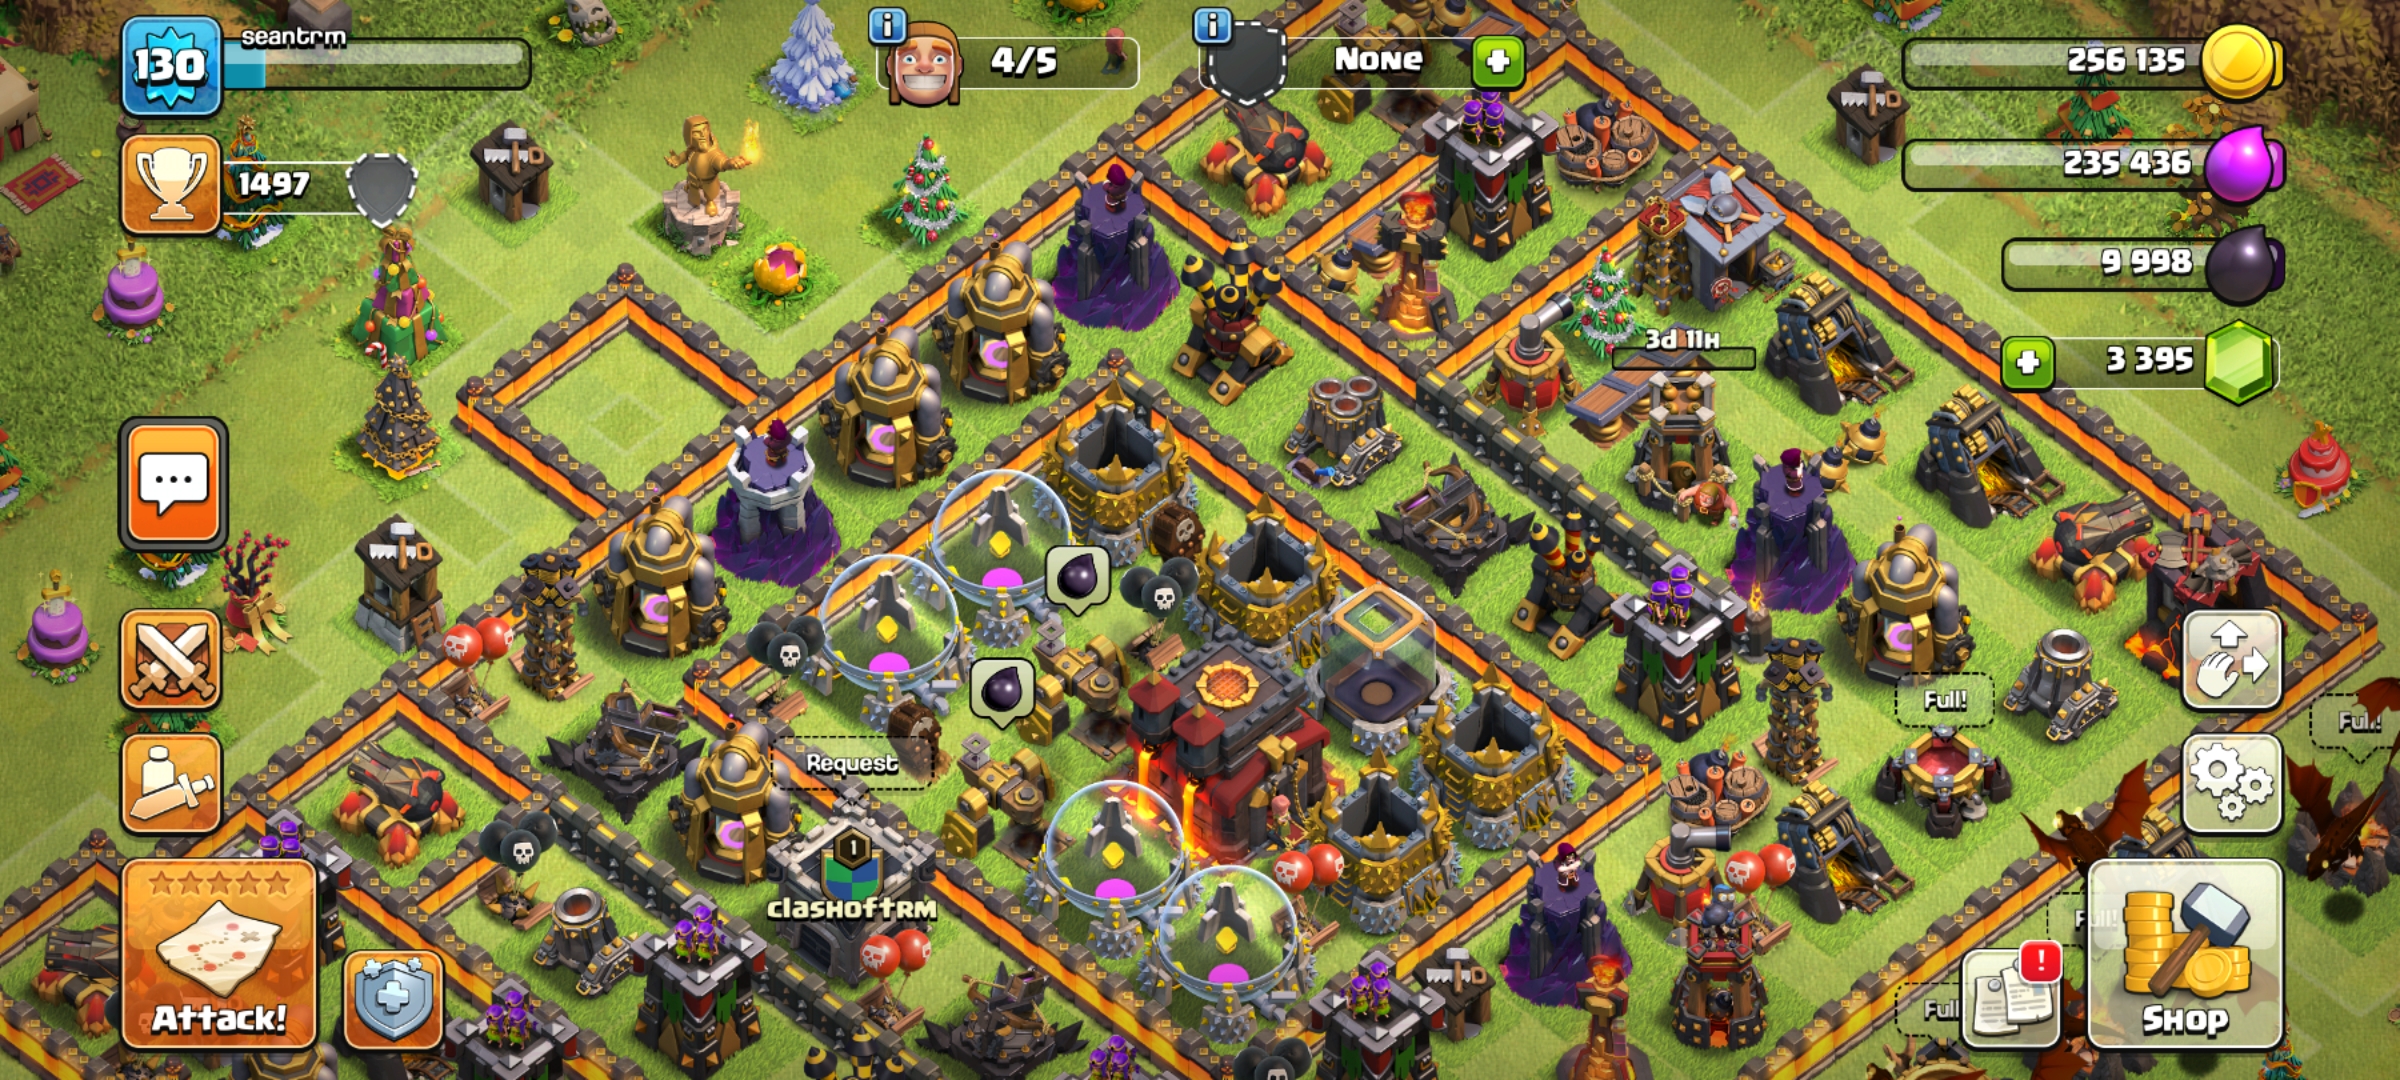 130
seantrm
4/5
None
256 135
1497
235 436
9 998
3d 11h
3 395
Full!
Full!
Request
1
clashoftrm
Full!
Full!
Attack!
Shop